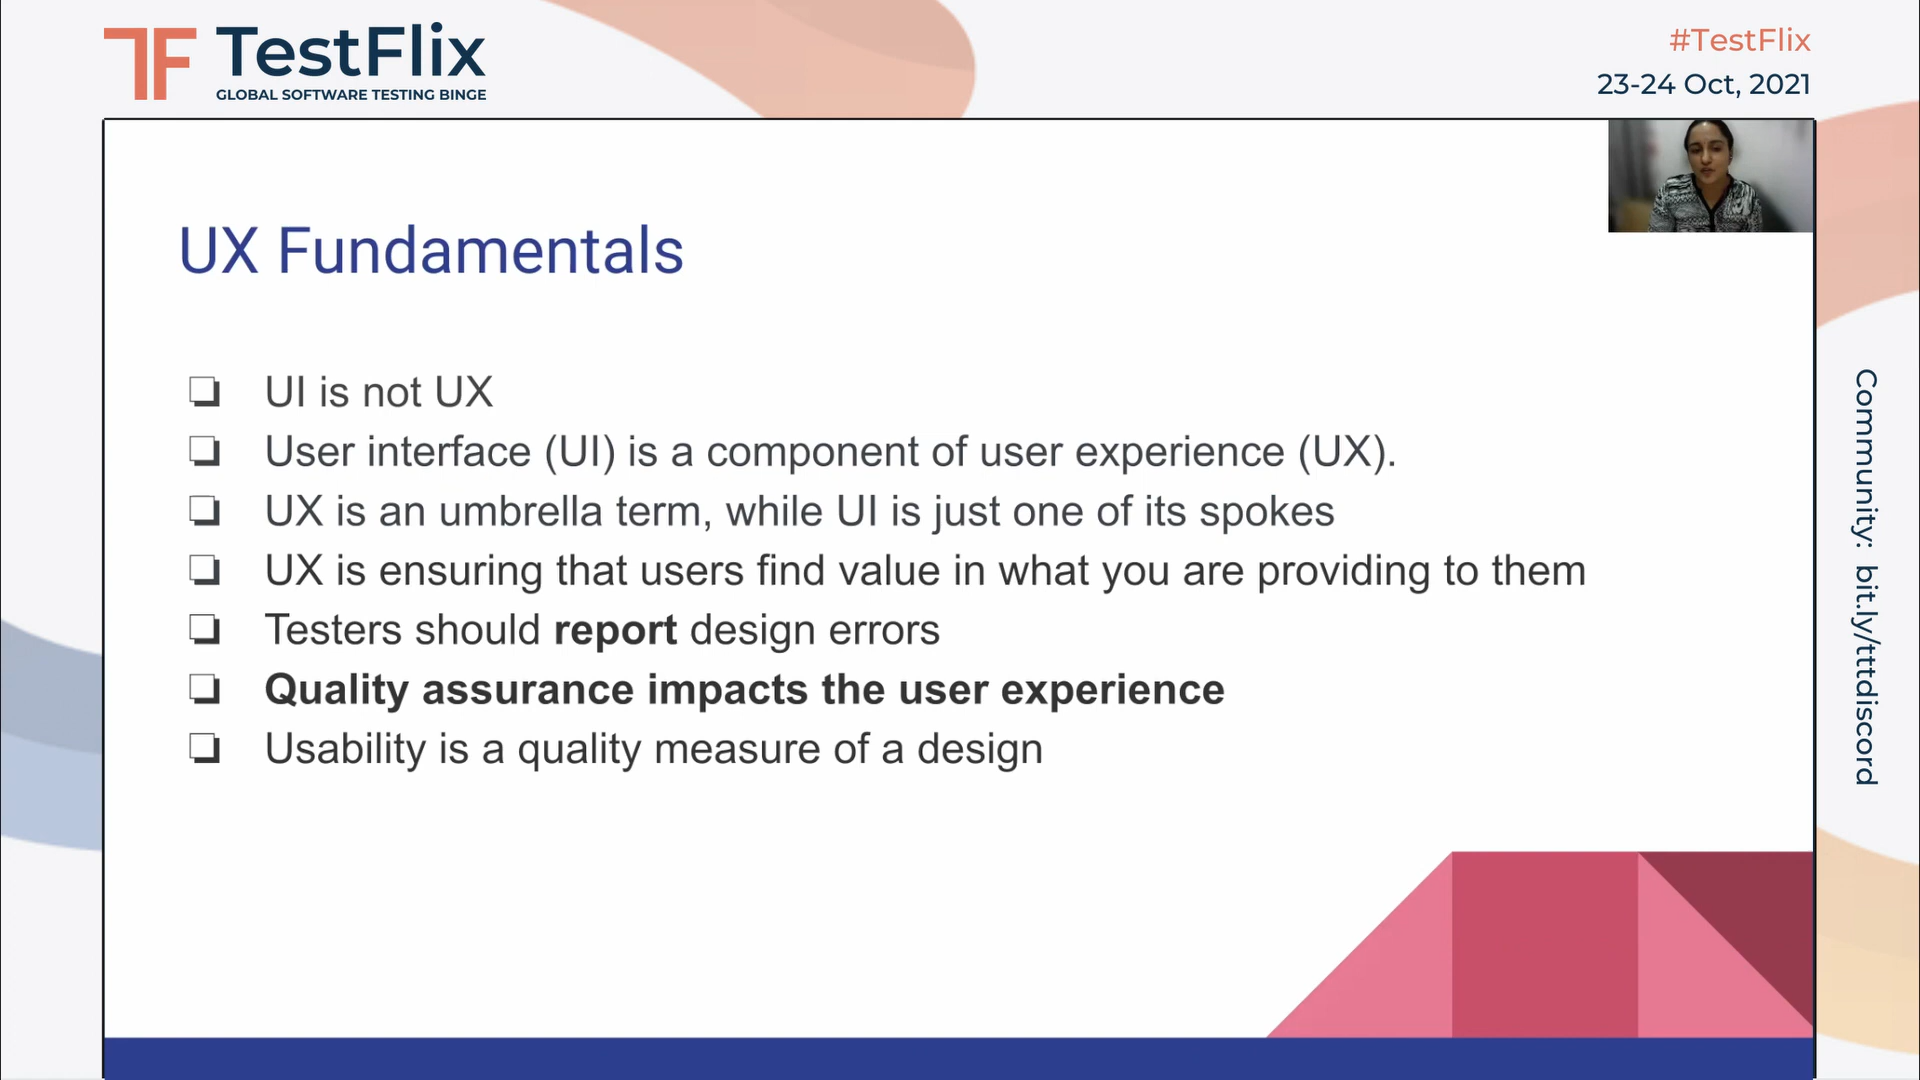 TF TestFlix
GLOBAL SOFTWARE TESTING BINGE
#TestFlix
23-24 Oct, 2021
UX Fundamentals
UI is not UX
User interface (UI) is a component of user experience (UX).
UX is an umbrella term, while UI is just one of its spokes
UX is ensuring that users find value in what you are providing to them
Testers should report design errors
Quality assurance impacts the user experience
Usability is a quality measure of a design
Community: bit.ly/tttdiscord